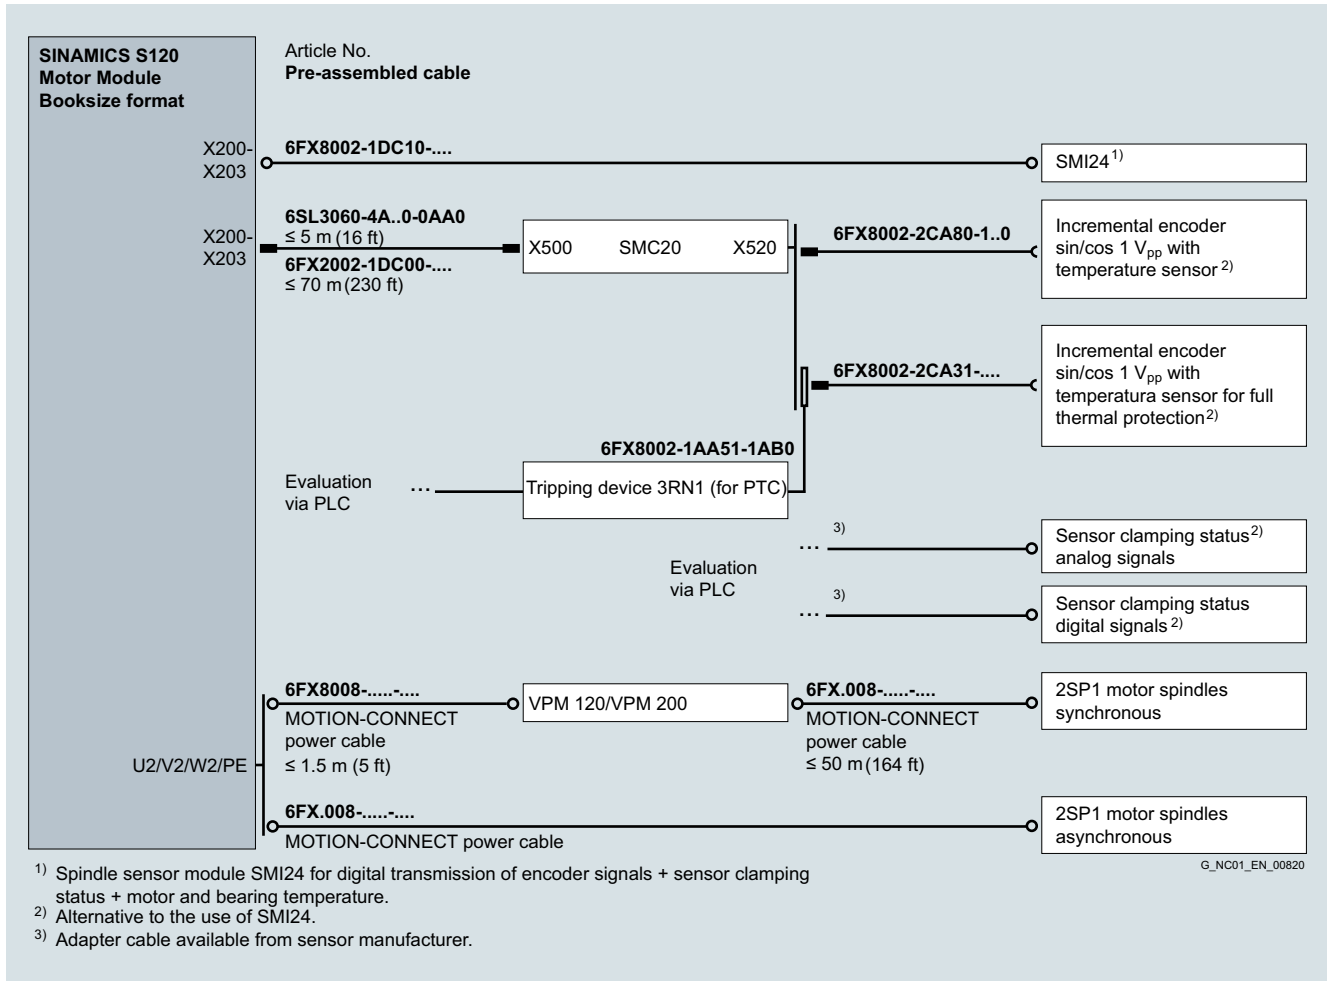 SINAMICS S120
Motor Module
Booksize format
Article No.
Pre-assembled cable
X200-
X203
6FX8002-1DC10-....
SMI24 1)
X200-
X203
6SL3060-4A..0-0AA0
≤ 5 m (16 ft)
6FX2002-1DC00-....
≤ 70 m (230 ft)
X500 SMC20 X520
6FX8002-2CA80-1..0
Incremental encoder
sin/cos 1 Vpp with
temperature sensor 2)
6FX8002-2CA31-....
Incremental encoder
sin/cos 1 Vpp with
temperatura sensor for full
thermal protection 2)
6FX8002-1AA51-1AB0
Evaluation
via PLC
...
Tripping device 3RN1 (for PTC)
Evaluation
via PLC
... 3)
Sensor clamping status 2)
analog signals
... 3)
Sensor clamping status
digital signals 2)
U2/V2/W2/PE
6FX8008-.....-....
MOTION-CONNECT
power cable
≤ 1.5 m (5 ft)
VPM 120/VPM 200
6FX.008-.....-....
MOTION-CONNECT
power cable
≤ 50 m (164 ft)
2SP1 motor spindles
synchronous
6FX.008-.....-....
MOTION-CONNECT power cable
2SP1 motor spindles
asynchronous
G_NC01_EN_00820
1) Spindle sensor module SMI24 for digital transmission of encoder signals + sensor clamping
status + motor and bearing temperature.
2) Alternative to the use of SMI24.
3) Adapter cable available from sensor manufacturer.